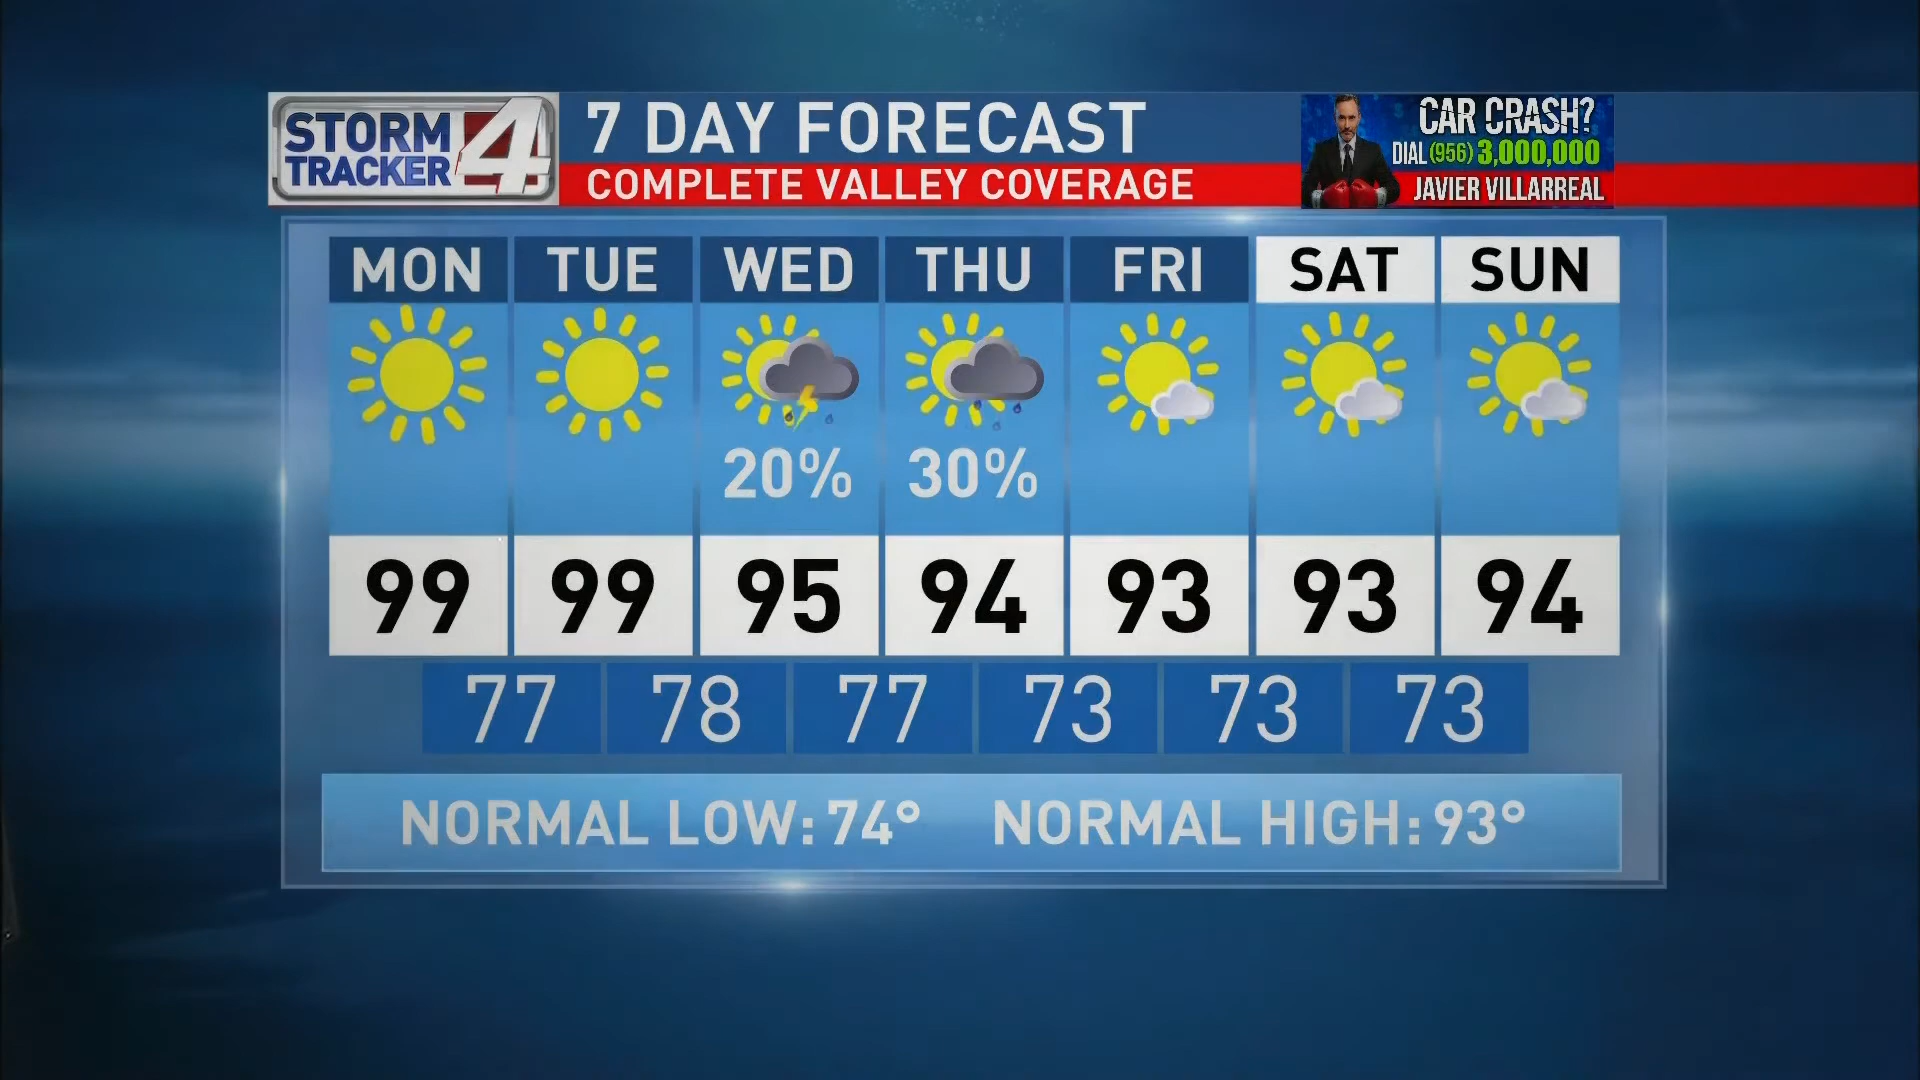 STORM TRACKER 4
7 DAY FORECAST
COMPLETE VALLEY COVERAGE
CAR CRASH?
DIAL (956) 3,000,000
JAVIER VILLARREAL
MON TUE WED THU FRI SAT SUN
20% 30%
99 99 95 94 93 93 94
77 78 77 73 73 73
NORMAL LOW: 74° NORMAL HIGH: 93°